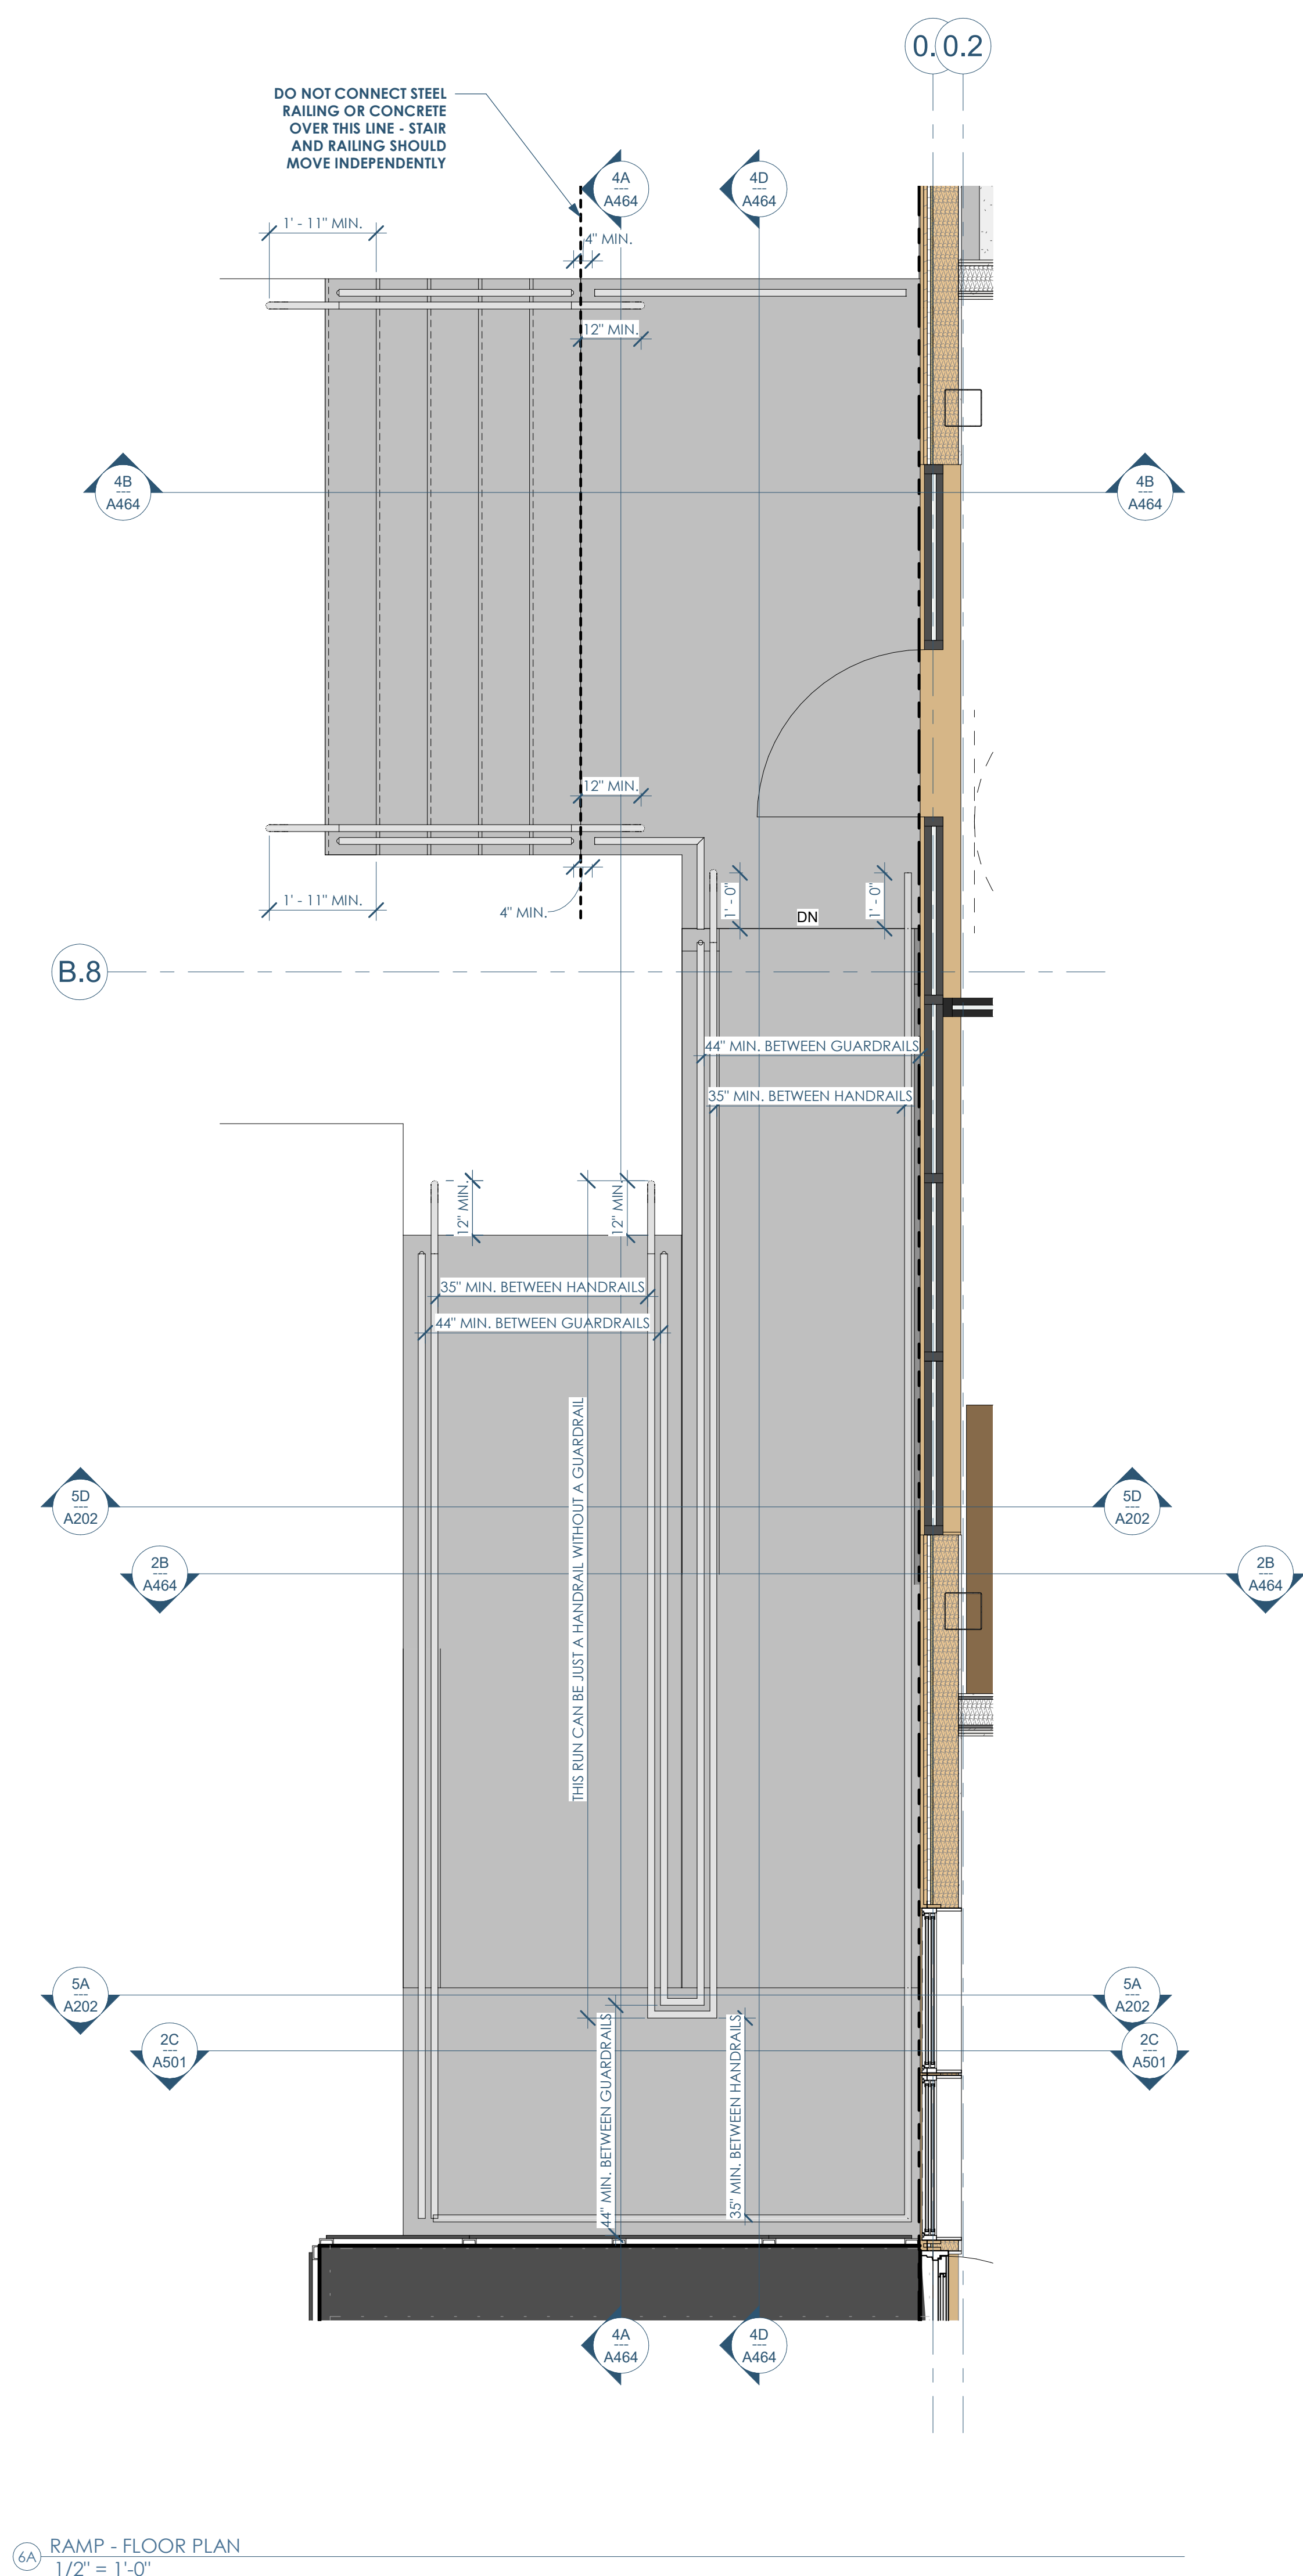 0.
0.2
DO NOT CONNECT STEEL
RAILING OR CONCRETE
OVER THIS LINE - STAIR
AND RAILING SHOULD
MOVE INDEPENDENTLY
4A
---
A464
4D
---
A464
1' - 11" MIN.
4" MIN.
12" MIN.
4B
---
A464
4B
---
A464
12" MIN.
1' - 11" MIN.
4" MIN.
1' - 0"
DN
1' - 0"
B.8
44" MIN. BETWEEN GUARDRAILS
35" MIN. BETWEEN HANDRAILS
12" MIN.
12" MIN.
35" MIN. BETWEEN HANDRAILS
44" MIN. BETWEEN GUARDRAILS
THIS RUN CAN BE JUST A HANDRAIL WITHOUT A GUARDRAIL
5D
---
A202
5D
---
A202
2B
---
A464
2B
---
A464
5A
---
A202
5A
---
A202
2C
---
A501
2C
---
A501
44" MIN. BETWEEN GUARDRAILS
35" MIN. BETWEEN HANDRAILS
4A
---
A464
4D
---
A464
6A
RAMP - FLOOR PLAN
1/2" = 1'-0"